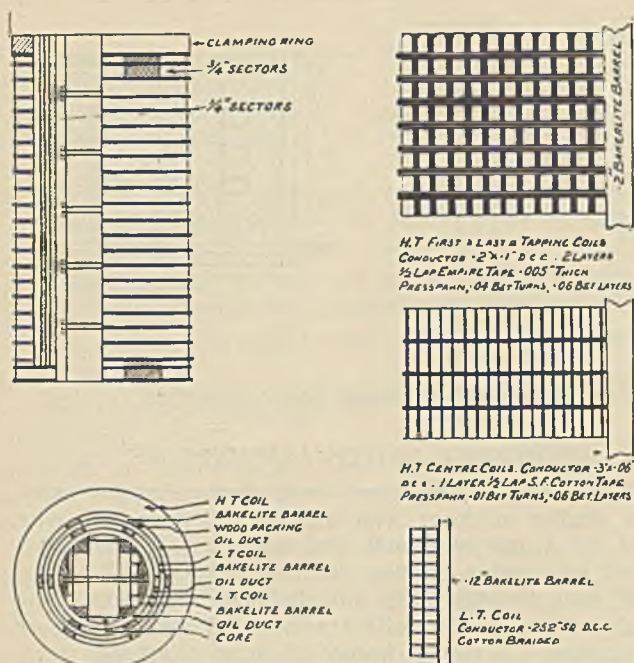 CLAMPING RING
3/4" SECTORS
1/4" SECTORS
·2" BAKERLITE BARREL
H.T FIRST & LAST & TAPPING COILS
CONDUCTOR ·2"x·1" D C C . 2 LAYERS
½ LAP EMPIRE TAPE ·005" THICK
PRESSPAHN, ·04 BET TURNS, ·06 BET LAYERS
H.T CENTRE COILS. CONDUCTOR ·3"x·06"
D C C . 1 LAYER ½ LAP S.F. COTTON TAPE
PRESSPAHN ·01 BET TURNS, ·06 BET LAYERS
H T COIL
BAKELITE BARREL
WOOD PACKING
OIL DUCT
L T COIL
BAKELITE BARREL
OIL DUCT
L T COIL
BAKELITE BARREL
OIL DUCT
CORE
·12" BAKELITE BARREL
L.T. COIL
CONDUCTOR ·252" SQ D.C.C.
COTTON BRAIDED